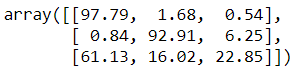 array([[97.79,  1.68,  0.54],
       [ 0.84, 92.91,  6.25],
       [61.13, 16.02, 22.85]])